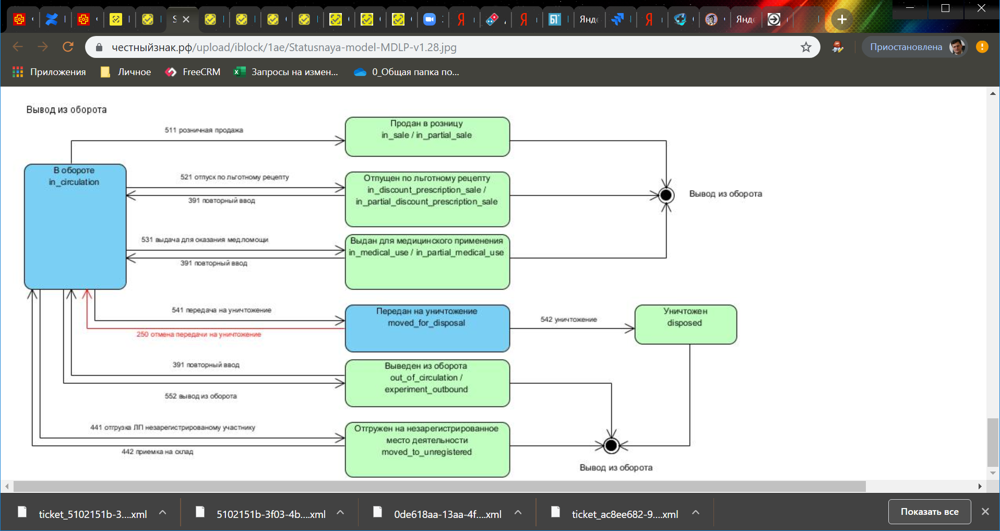 Янд
Янд
честныйзнак.рф/upload/iblock/1ae/Statusnaya-model-MDLP-v1.28.jpg
Приостановлена
Приложения
Личное
FreeCRM
Запросы на измен...
0_Общая папка по...
Вывод из оборота
511 розничная продажа
Продан в розницу
in_sale / in_partial_sale
В обороте
in_circulation
521 отпуск по льготному рецепту
391 повторный ввод
Отпущен по льготному рецепту
in_discount_prescription_sale /
in_partial_discount_prescription_sale
Вывод из оборота
531 выдача для оказания мед.помощи
391 повторный ввод
Выдан для медицинского применения
in_medical_use / in_partial_medical_use
541 передача на уничтожение
250 отмена передачи на уничтожение
Передан на уничтожение
moved_for_disposal
542 уничтожение
Уничтожен
disposed
391 повторный ввод
552 вывод из оборота
Выведен из оборота
out_of_circulation /
experiment_outbound
441 отгрузка ЛП незарегистрированому участнику
442 приемка на склад
Отгружен на незарегистрированное
место деятельности
moved_to_unregistered
Вывод из оборота
ticket_5102151b-3....xml
5102151b-3f03-4b....xml
0de618aa-13aa-4f....xml
ticket_ac8ee682-9....xml
Показать все